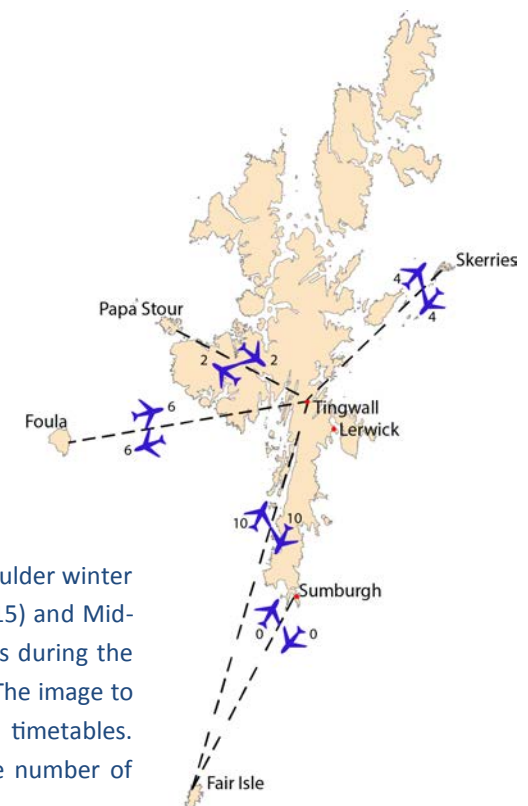 Skerries
4
4
Papa Stour
2
2
6
Foula
6
Tingwall
Lerwick
10
10
Sumburgh
0
0
Fair Isle
ulder winter
15) and Mid-
s during the
The image to
timetables.
e number of